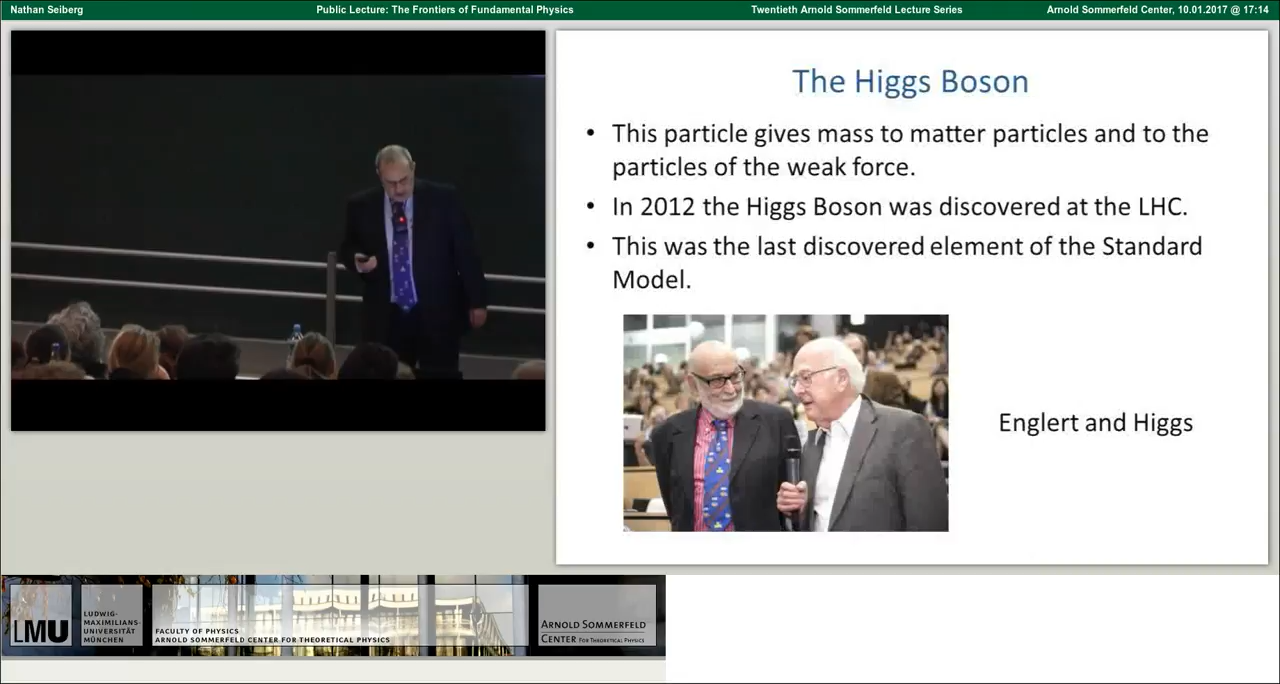 Nathan Seiberg
Public Lecture: The Frontiers of Fundamental Physics
Twentieth Arnold Sommerfeld Lecture Series
Arnold Sommerfeld Center, 10.01.2017 @ 17:14
The Higgs Boson
• This particle gives mass to matter particles and to the
particles of the weak force.
• In 2012 the Higgs Boson was discovered at the LHC.
• This was the last discovered element of the Standard
Model.
Englert and Higgs
LMU
LUDWIG-
MAXIMILIANS-
UNIVERSITÄT
MÜNCHEN
FACULTY OF PHYSICS
ARNOLD SOMMERFELD CENTER FOR THEORETICAL PHYSICS
ARNOLD SOMMERFELD
CENTER FOR THEORETICAL PHYSICS